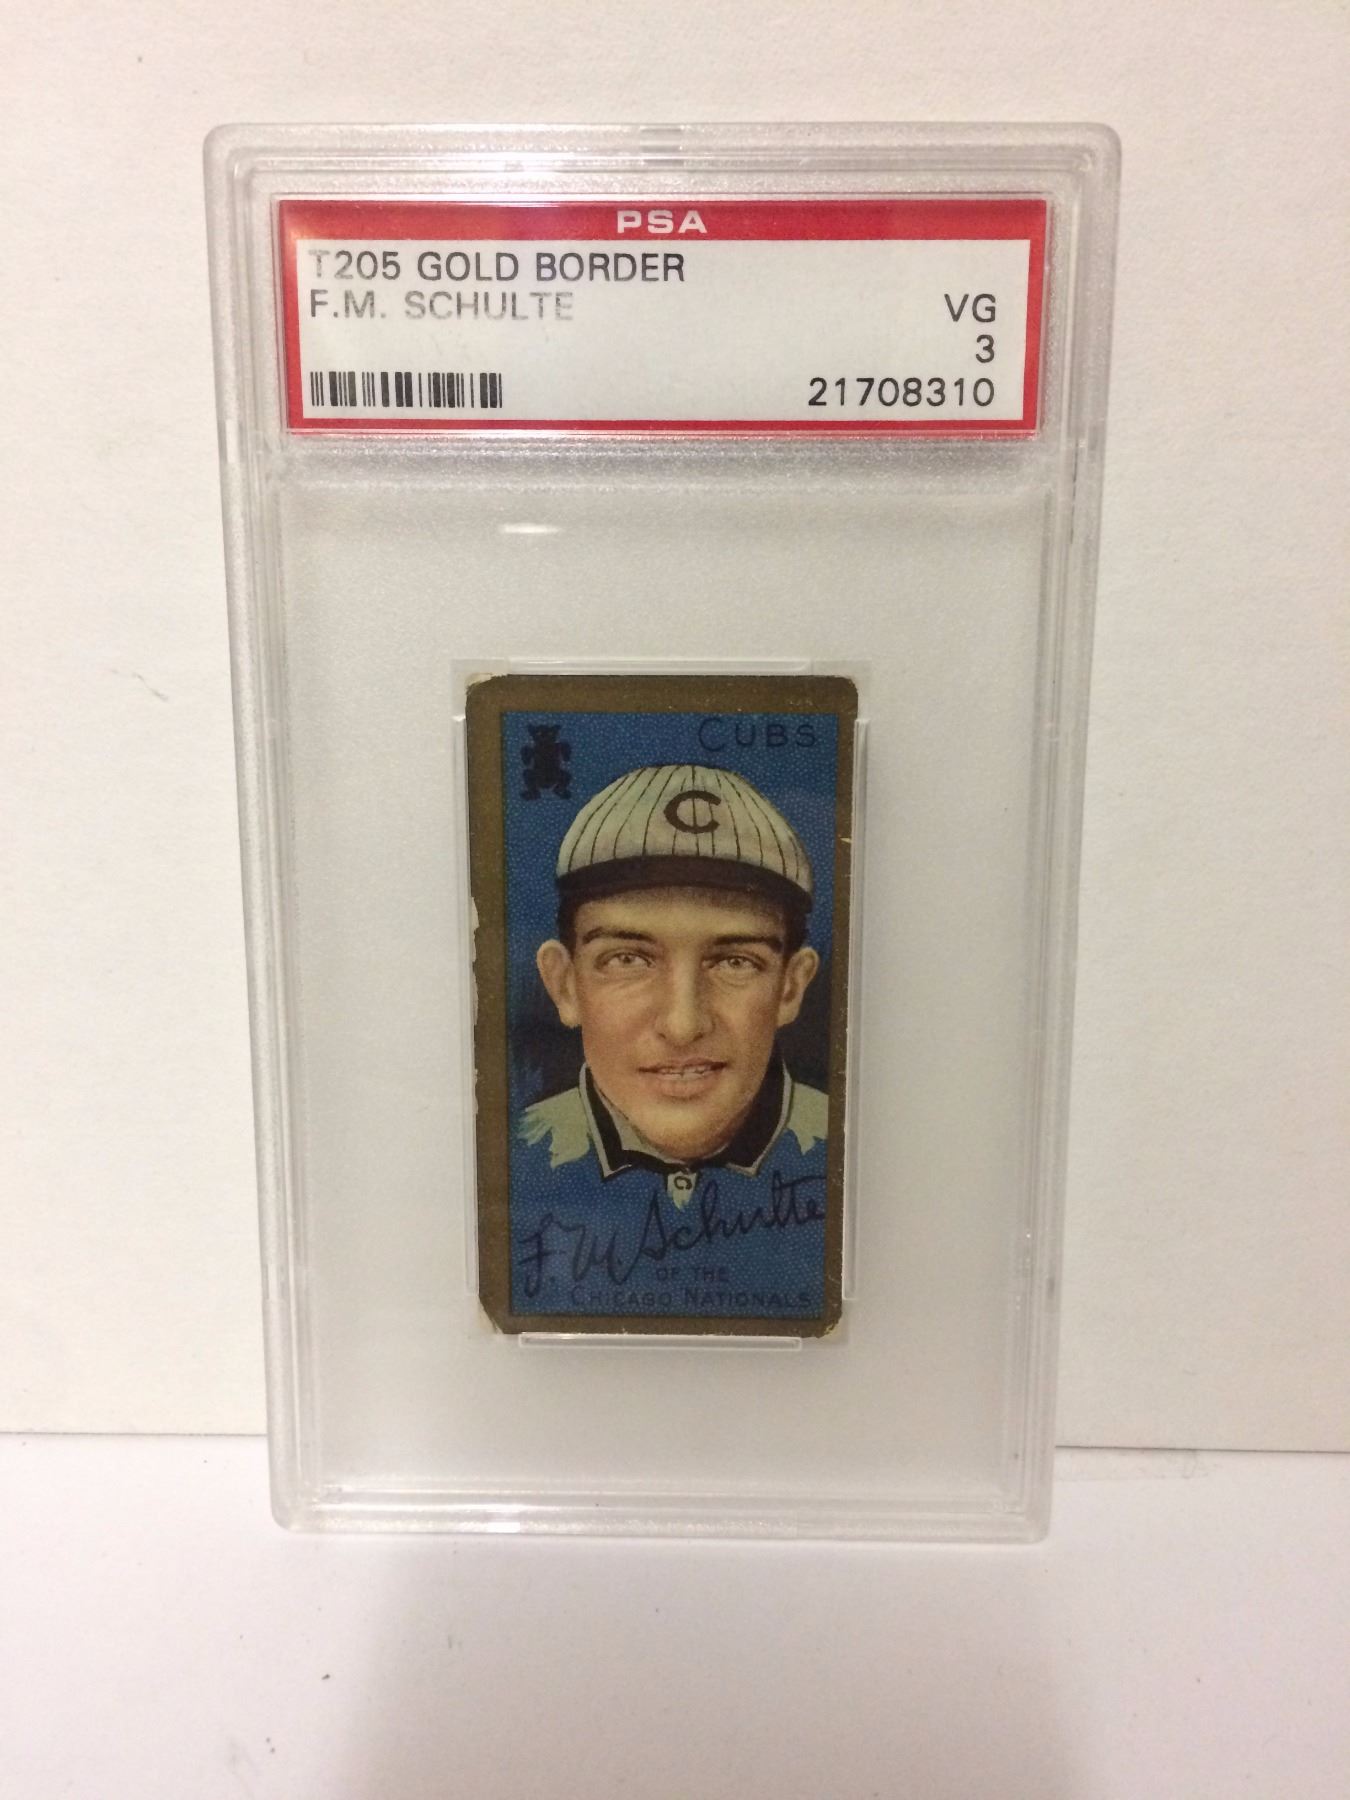 PSA
T205 GOLD BORDER
F.M. SCHULTE
VG
3
21708310
CUBS
C
C
F. M. Schulte
OF THE
CHICAGO NATIONALS